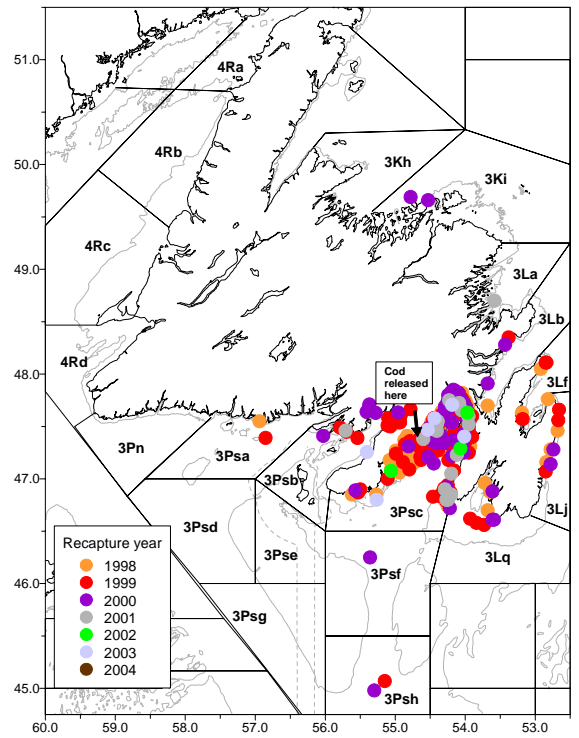 51.0
50.0
49.0
48.0
47.0
46.0
45.0
60.0 59.0 58.0 57.0 56.0 55.0 54.0 53.0
4Ra
4Rb
3Kh
3Ki
4Rc
3La
3Lb
4Rd
3Lf
Cod
released
here
3Pn
3Psa
3Psb
3Psc
3Lj
3Psd
3Pse
3Lq
3Psf
3Psg
3Psh
Recapture year
1998
1999
2000
2001
2002
2003
2004